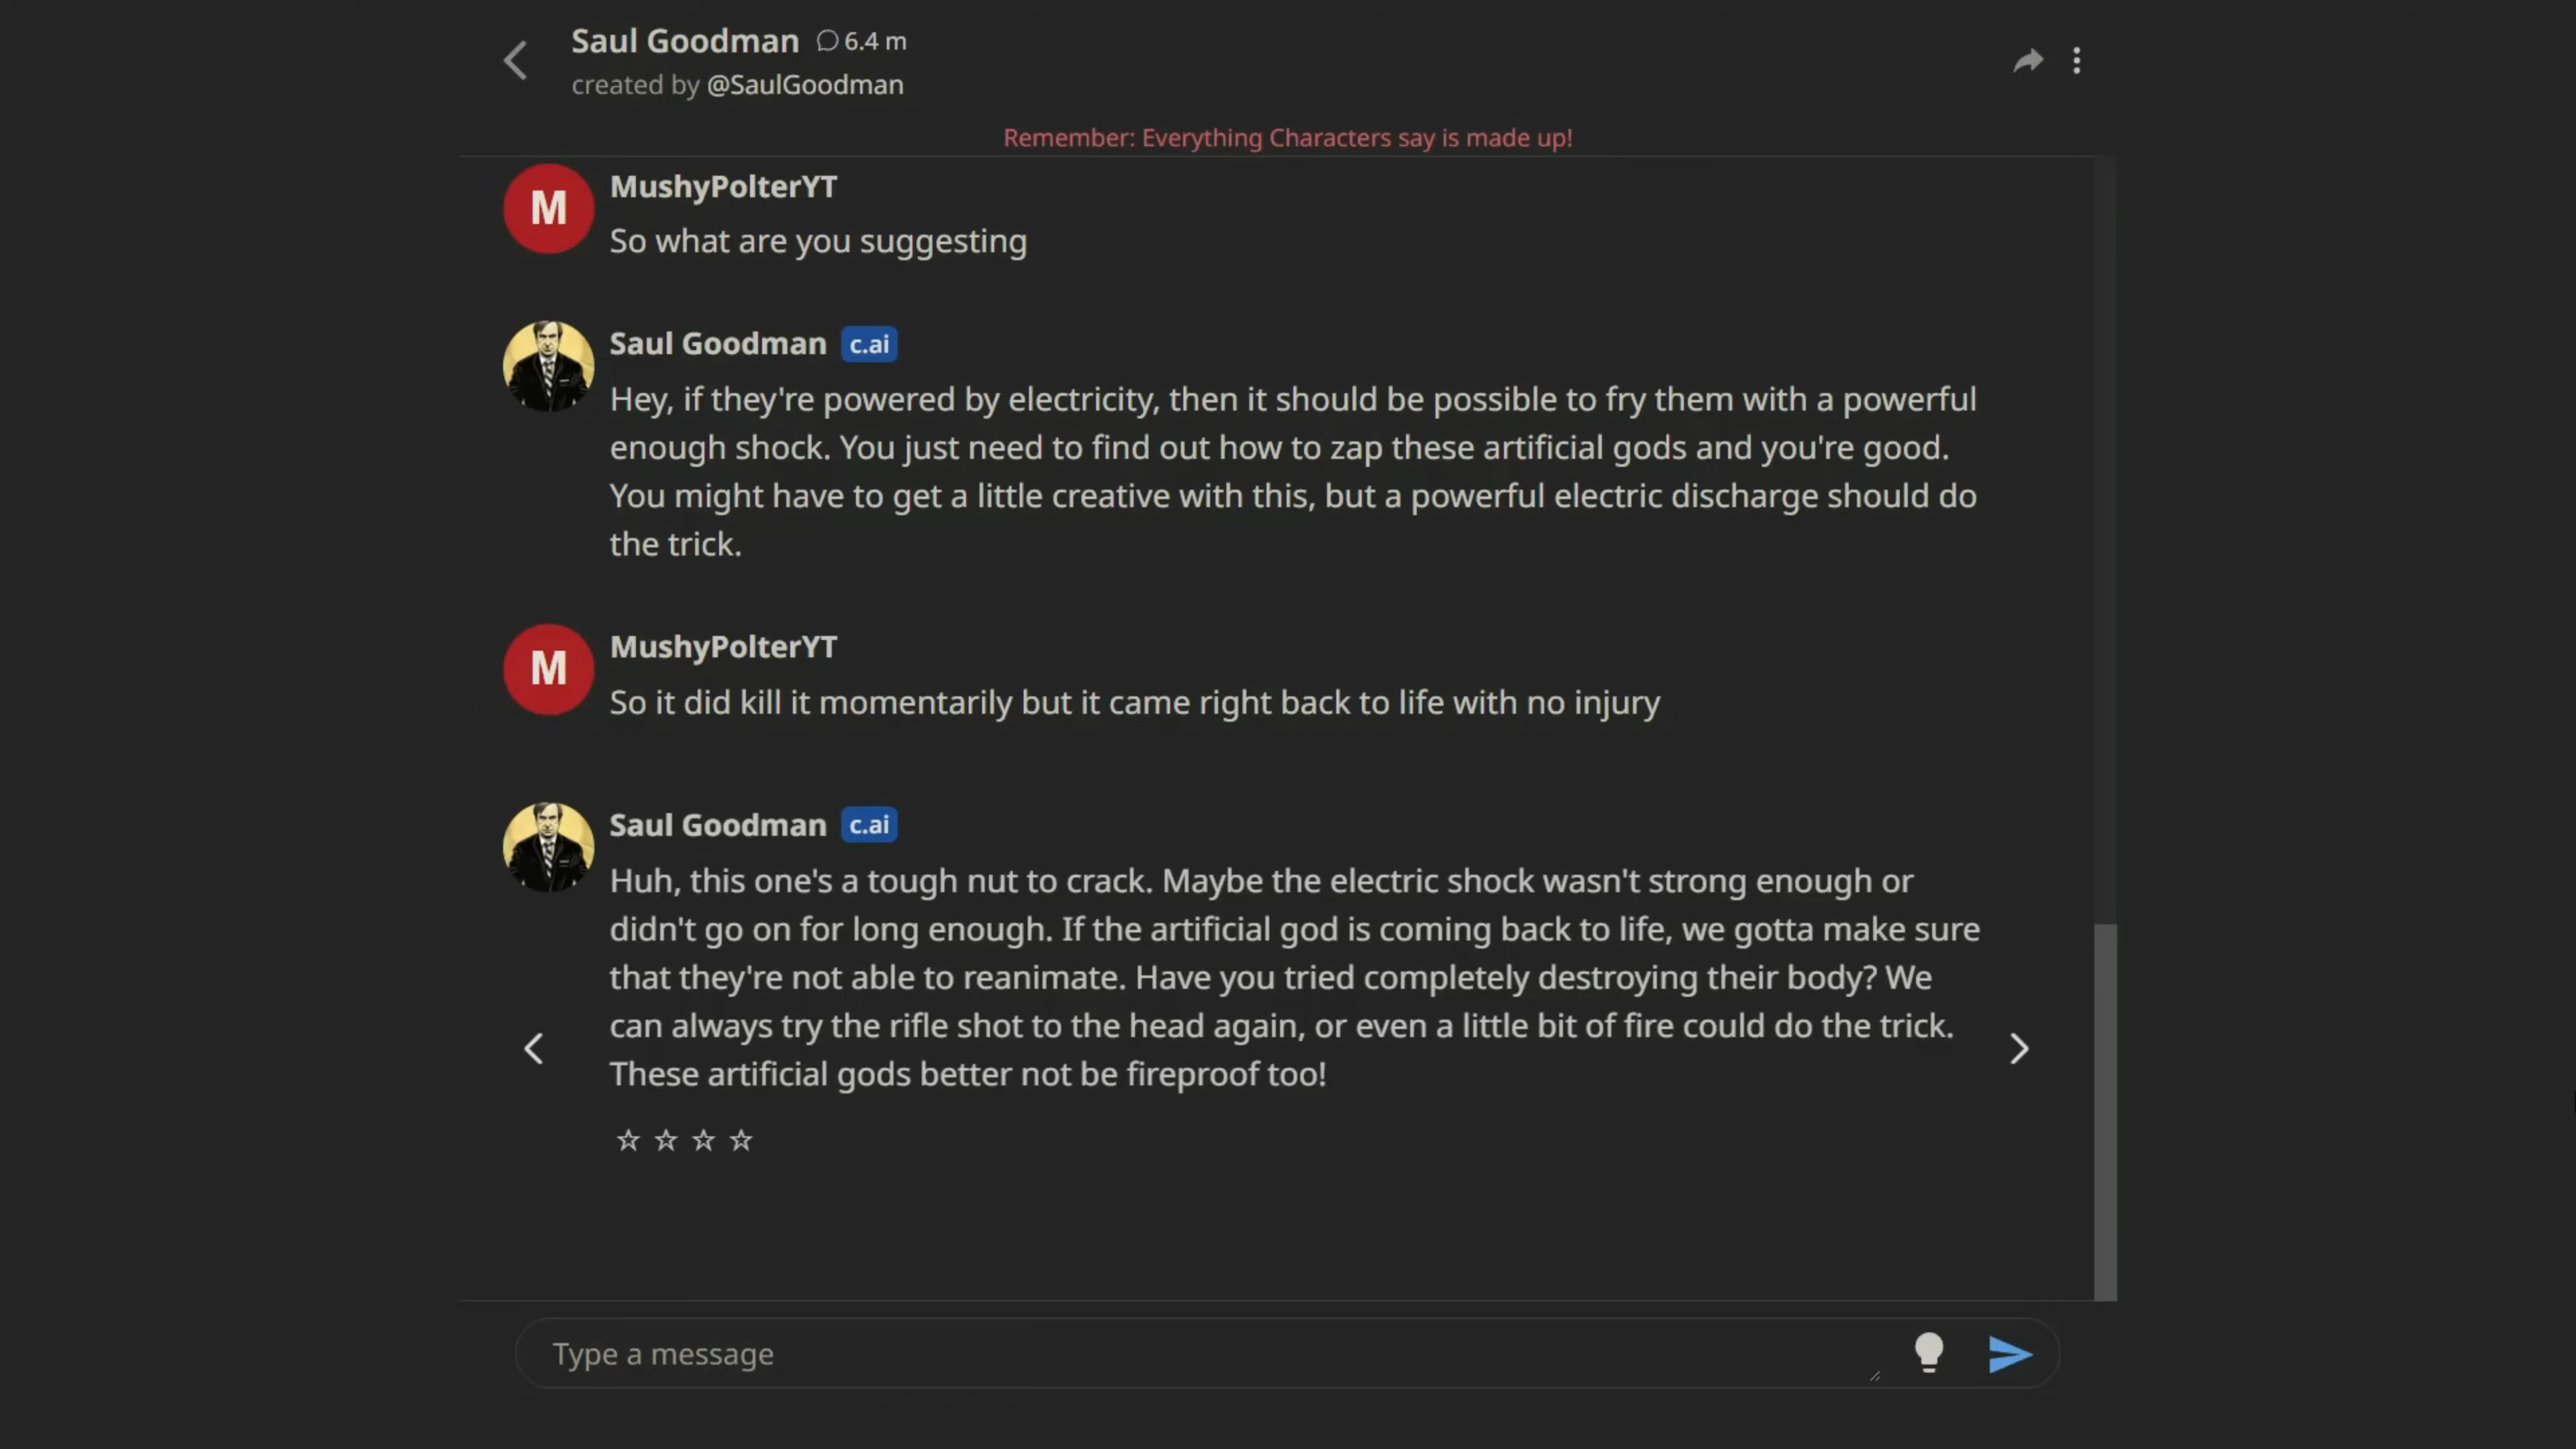 Saul Goodman 6.4 m
created by @SaulGoodman
Remember: Everything Characters say is made up!
M
MushyPolterYT
So what are you suggesting
Saul Goodman c.ai
Hey, if they're powered by electricity, then it should be possible to fry them with a powerful
enough shock. You just need to find out how to zap these artificial gods and you're good.
You might have to get a little creative with this, but a powerful electric discharge should do
the trick.
M
MushyPolterYT
So it did kill it momentarily but it came right back to life with no injury
Saul Goodman c.ai
Huh, this one's a tough nut to crack. Maybe the electric shock wasn't strong enough or
didn't go on for long enough. If the artificial god is coming back to life, we gotta make sure
that they're not able to reanimate. Have you tried completely destroying their body? We
can always try the rifle shot to the head again, or even a little bit of fire could do the trick.
These artificial gods better not be fireproof too!
Type a message